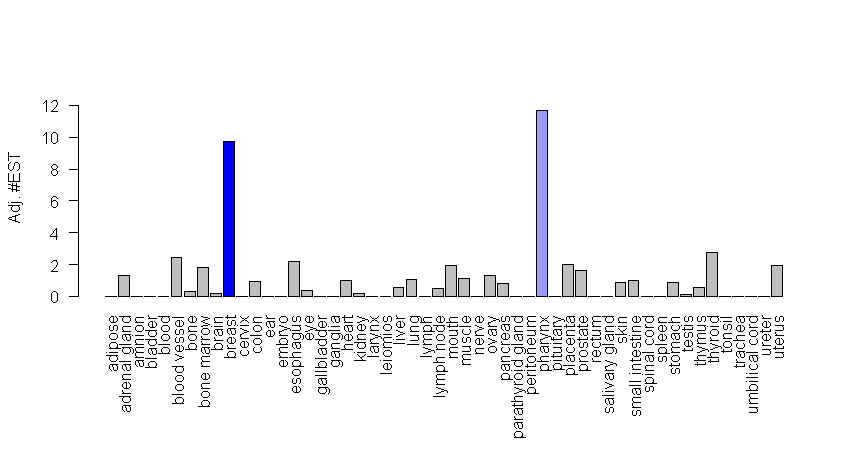 Adj. #EST
12
10
8
6
4
2
0
adipose
adrenal gland
amnion
bladder
blood
blood vessel
bone
bone marrow
brain
breast
cervix
colon
ear
embryo
esophagus
eye
gallbladder
ganglia
heart
kidney
larynx
leiomios
liver
lung
lymph
lymph node
mouth
muscle
nerve
ovary
pancreas
parathyroid gland
peritoneum
pharynx
pituitary
placenta
prostate
rectum
salivary gland
skin
small intestine
spinal cord
spleen
stomach
testis
thymus
thyroid
tonsil
trachea
umbilical cord
ureter
uterus